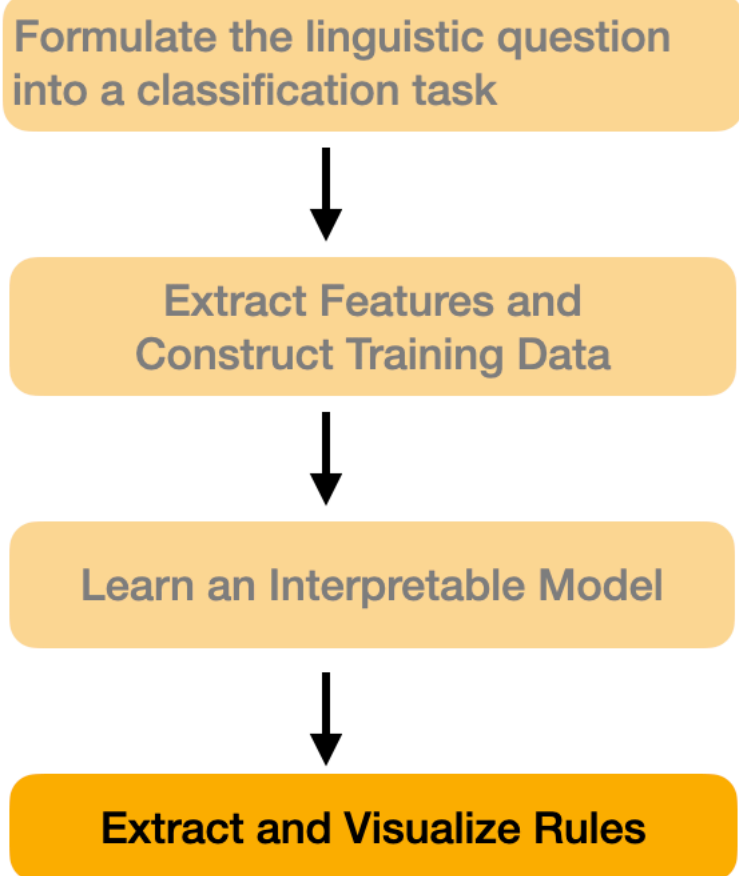 Formulate the linguistic question
into a classification task
Extract Features and
Construct Training Data
Learn an Interpretable Model
Extract and Visualize Rules